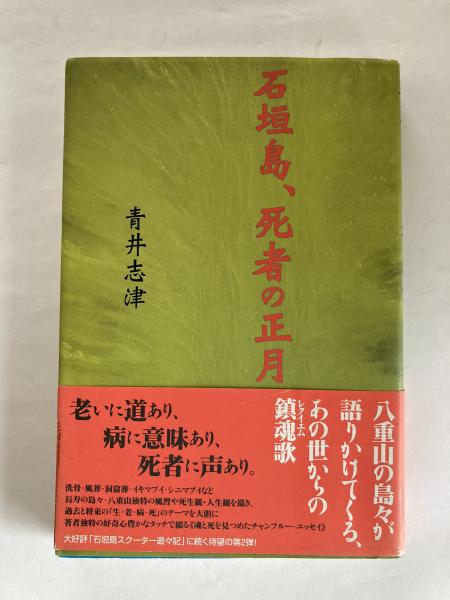 石垣島、死者の正月
青井志津
八重山の島々が
語りかけてくる、
あの世からの
鎮魂歌
レクイエム
老いに道あり、
病に意味あり、
死者に声あり。
洗骨・風葬・洞窟葬・イキマブイ・シニマブイなど
長寿の島々・八重山独特の風習や死生観・人生観を描き、
過去と将来の「生・老・病・死」のテーマを大胆に
著者独特の好奇心豊かなタッチで綴る《魂と死を見つめたチャンプルー・エッセイ》
大好評「石垣島スクーター遊々記」に続く待望の第2弾!